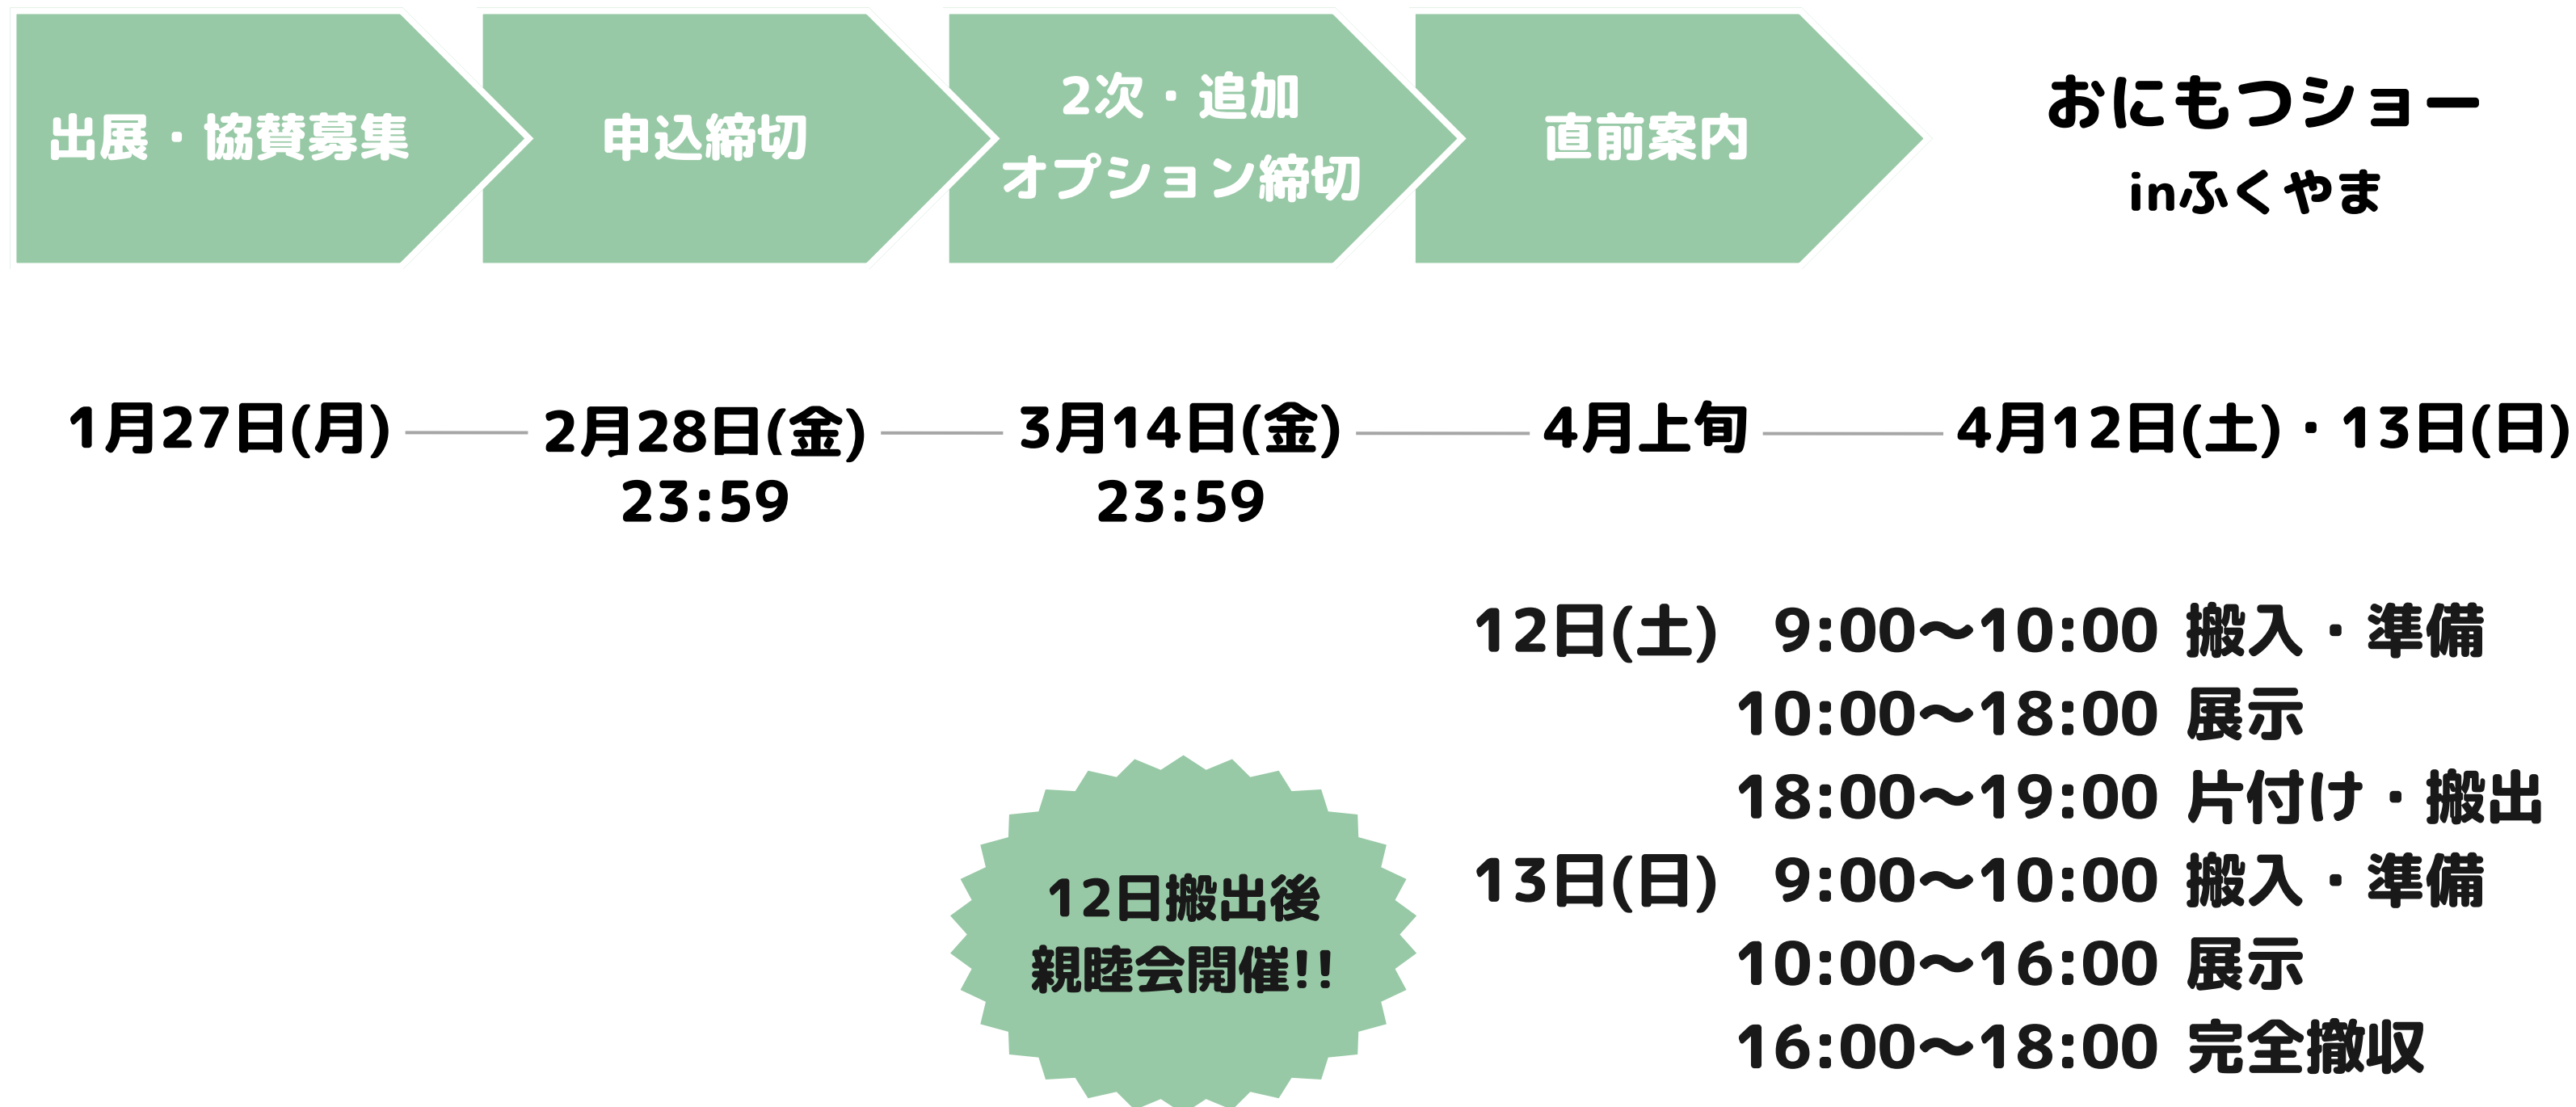 出展・協賛募集
申込締切
2次・追加
オプション締切
直前案内
おにもつショー
inふくやま
1月27日(月)
2月28日(金)
23:59
3月14日(金)
23:59
4月上旬
4月12日(土)・13日(日)
12日(土) 9:00〜10:00 搬入・準備
10:00〜18:00 展示
18:00〜19:00 片付け・搬出
13日(日) 9:00〜10:00 搬入・準備
10:00〜16:00 展示
16:00〜18:00 完全撤収
12日搬出後
親睦会開催!!